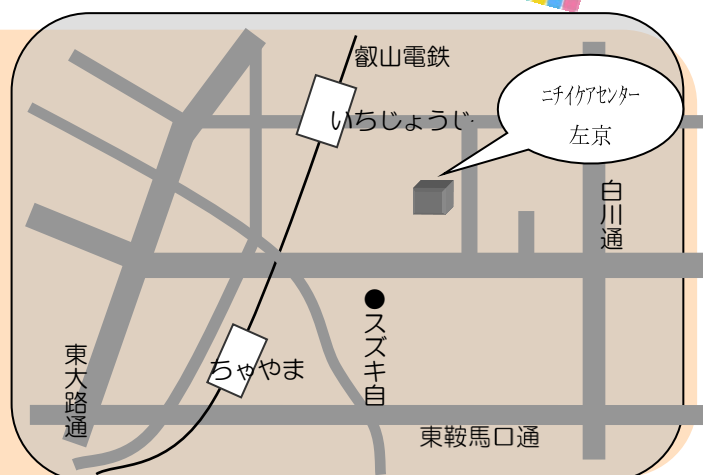 叡山電鉄
いちじょうじ
ニチイケアセンター
左京
白川通
スズキ自
ちゃやま
東大路通
東鞍馬口通